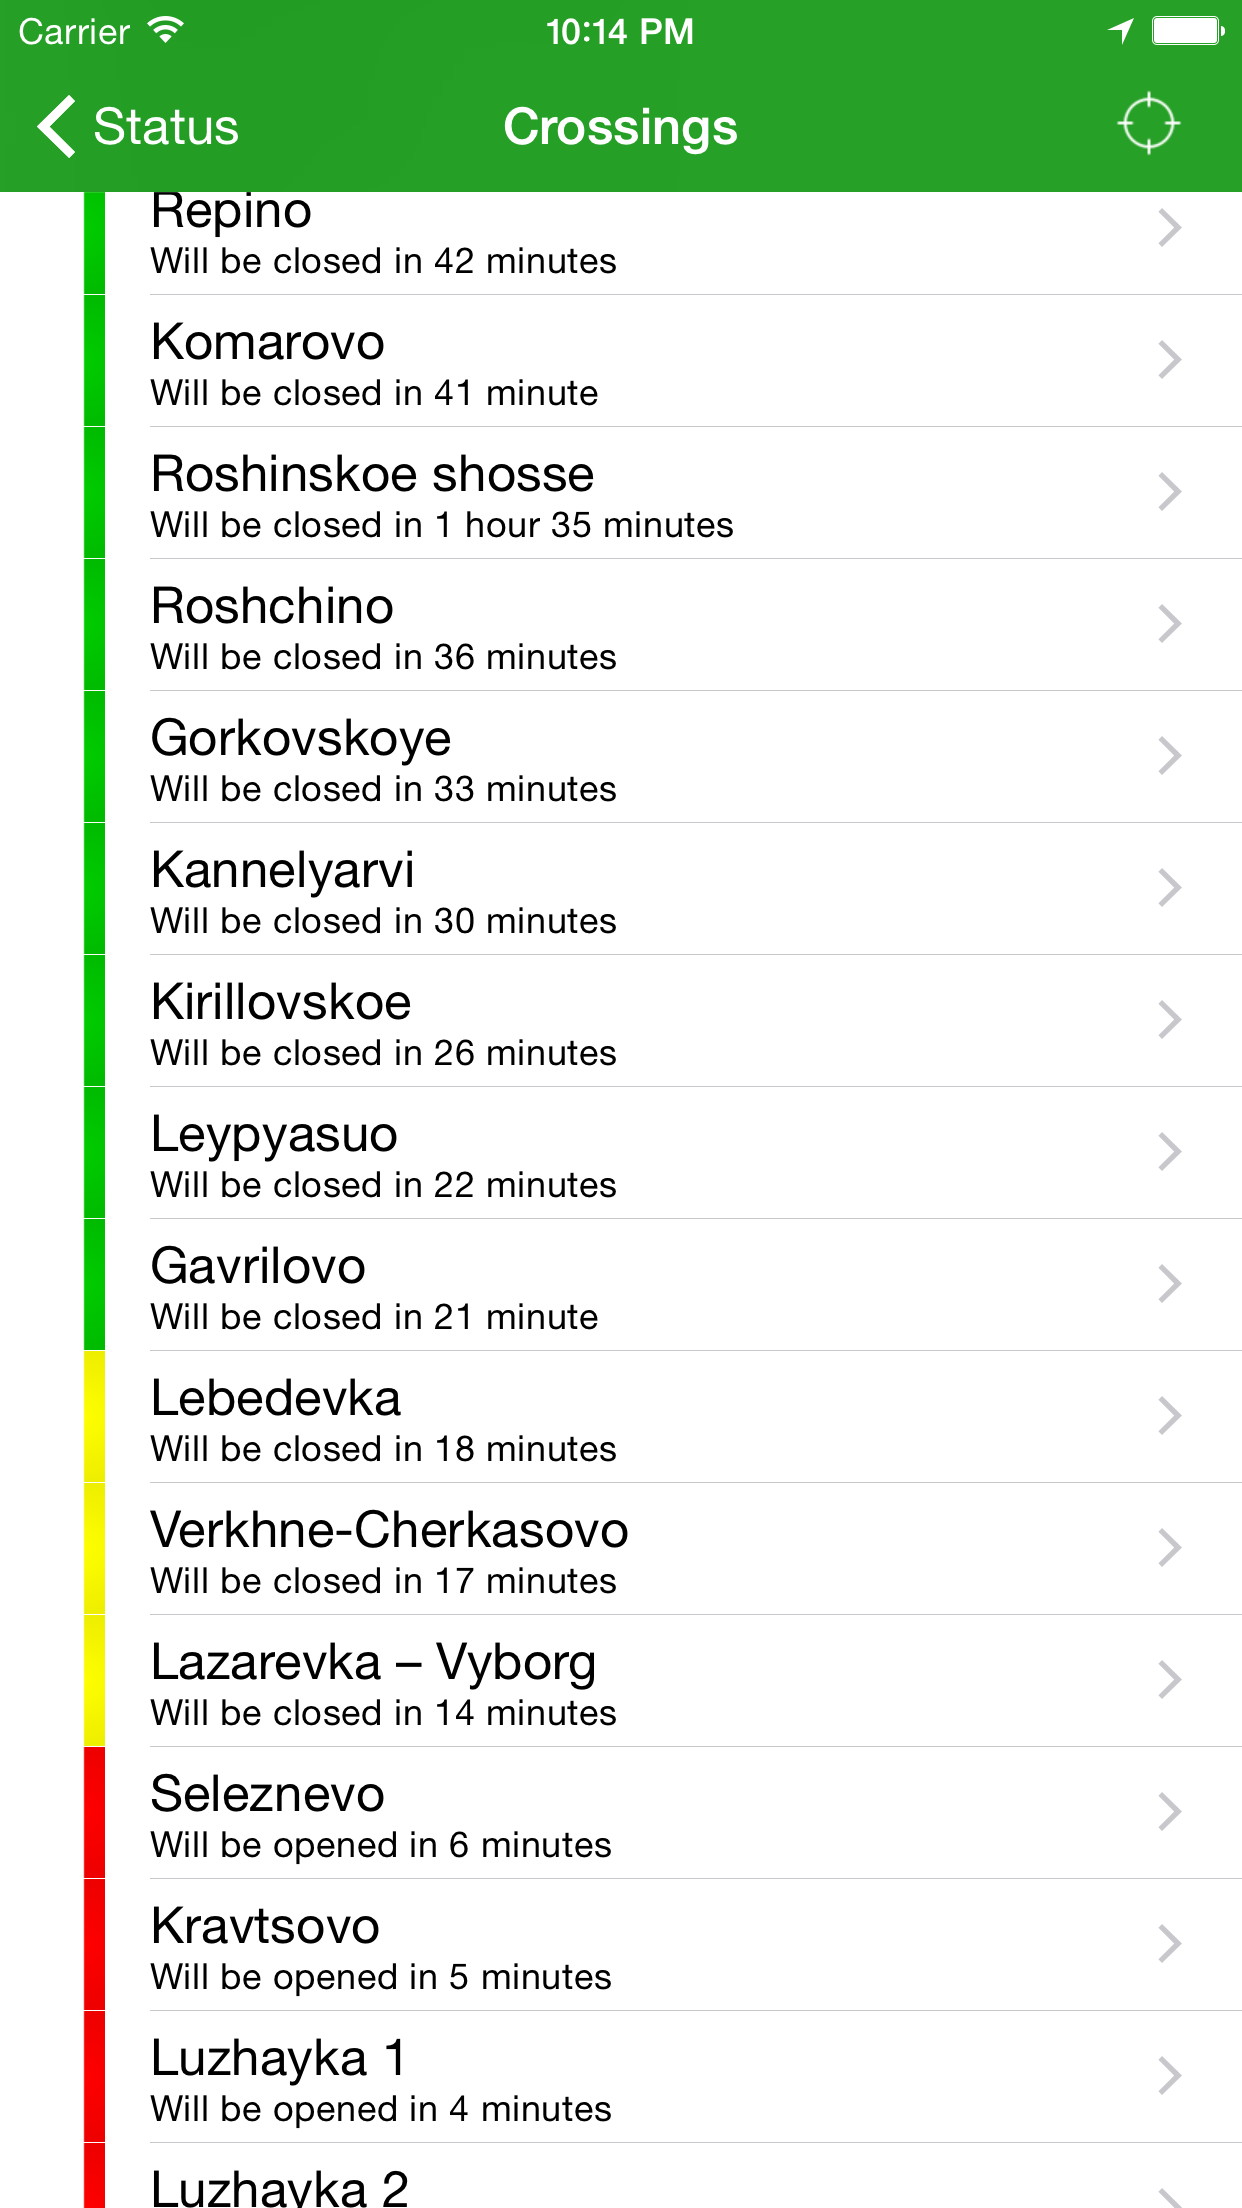 Carrier 10:14 PM
Status Crossings
Repino
Will be closed in 42 minutes
Komarovo
Will be closed in 41 minute
Roshinskoe shosse
Will be closed in 1 hour 35 minutes
Roshchino
Will be closed in 36 minutes
Gorkovskoye
Will be closed in 33 minutes
Kannelyarvi
Will be closed in 30 minutes
Kirillovskoe
Will be closed in 26 minutes
Leypyasuo
Will be closed in 22 minutes
Gavrilovo
Will be closed in 21 minute
Lebedevka
Will be closed in 18 minutes
Verkhne-Cherkasovo
Will be closed in 17 minutes
Lazarevka – Vyborg
Will be closed in 14 minutes
Seleznevo
Will be opened in 6 minutes
Kravtsovo
Will be opened in 5 minutes
Luzhayka 1
Will be opened in 4 minutes
Luzhayka 2